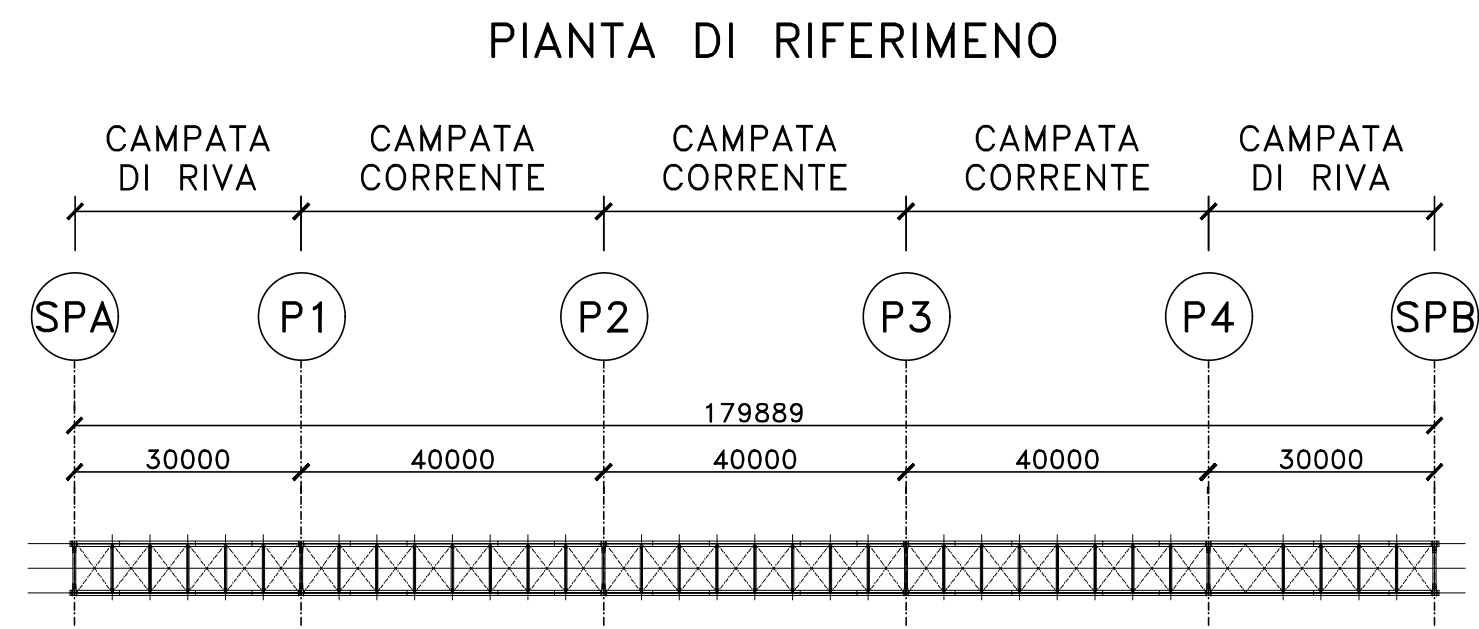 PIANTA DI RIFERIMENO
CAMPATA DI RIVA
CAMPATA CORRENTE
CAMPATA CORRENTE
CAMPATA CORRENTE
CAMPATA DI RIVA
SPA
P1
P2
P3
P4
SPB
179889
30000
40000
40000
40000
30000